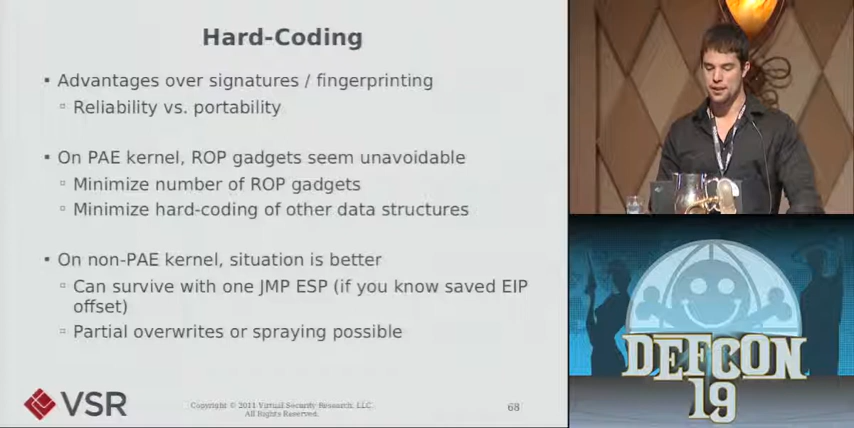 Hard-Coding
▪ Advantages over signatures / fingerprinting
▫ Reliability vs. portability
▪ On PAE kernel, ROP gadgets seem unavoidable
▫ Minimize number of ROP gadgets
▫ Minimize hard-coding of other data structures
▪ On non-PAE kernel, situation is better
▫ Can survive with one JMP ESP (if you know saved EIP
offset)
▫ Partial overwrites or spraying possible
VSR
Copyright © 2011 Virtual Security Research, LLC.
All Rights Reserved.
68
DEFCON
19